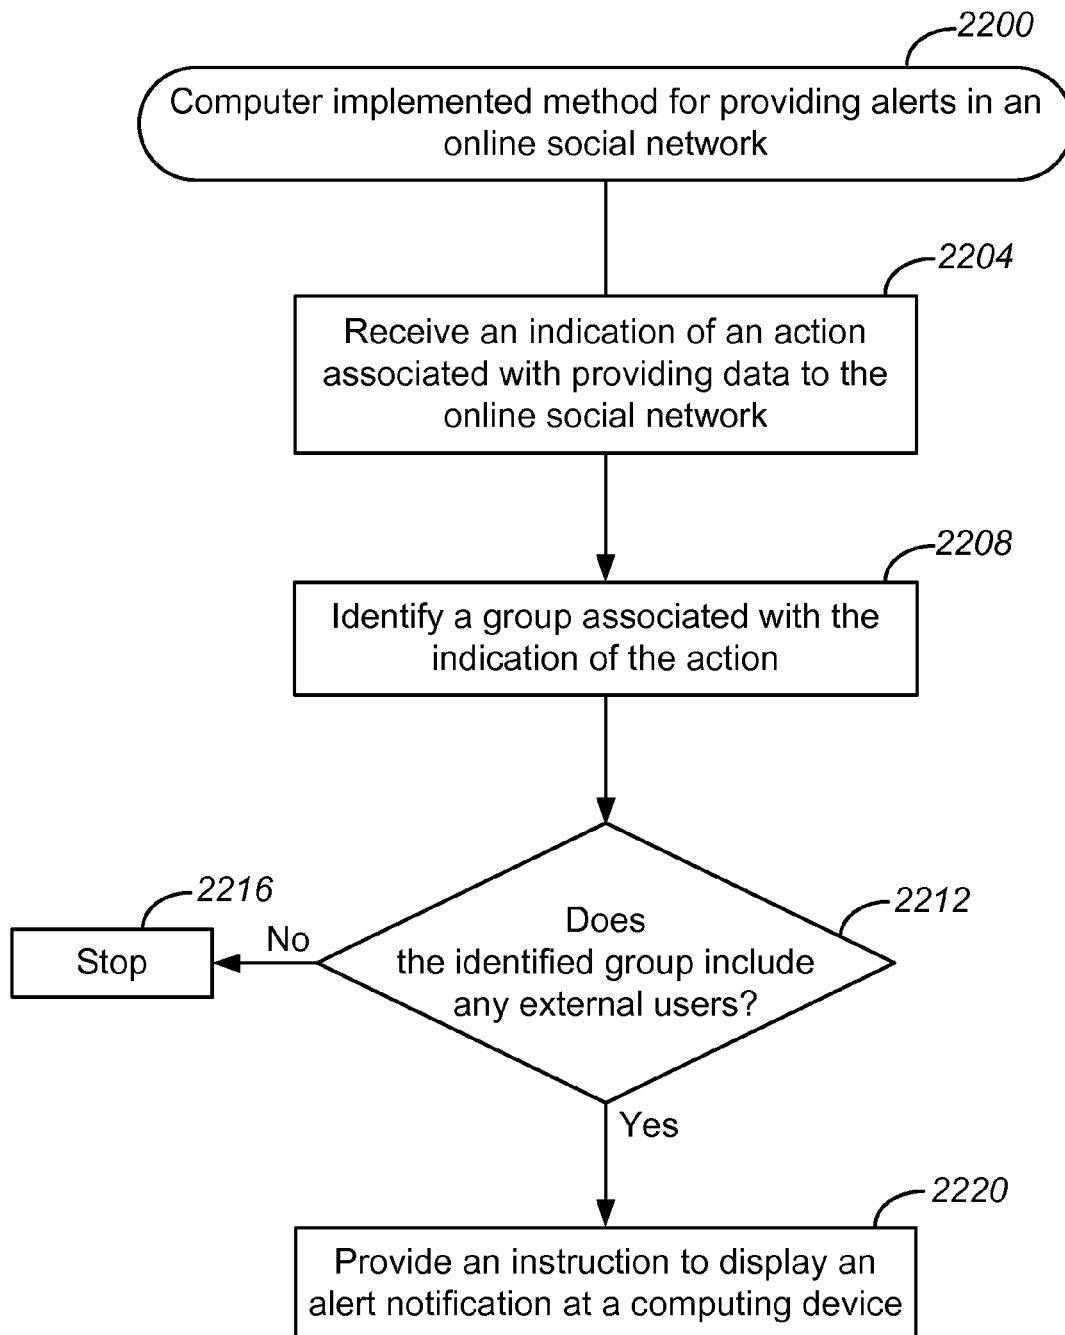 2200
Computer implemented method for providing alerts in an
online social network
2204
Receive an indication of an action
associated with providing data to the
online social network
2208
Identify a group associated with the
indication of the action
2216
2212
Stop
No
Does
the identified group include
any external users?
Yes
2220
Provide an instruction to display an
alert notification at a computing device